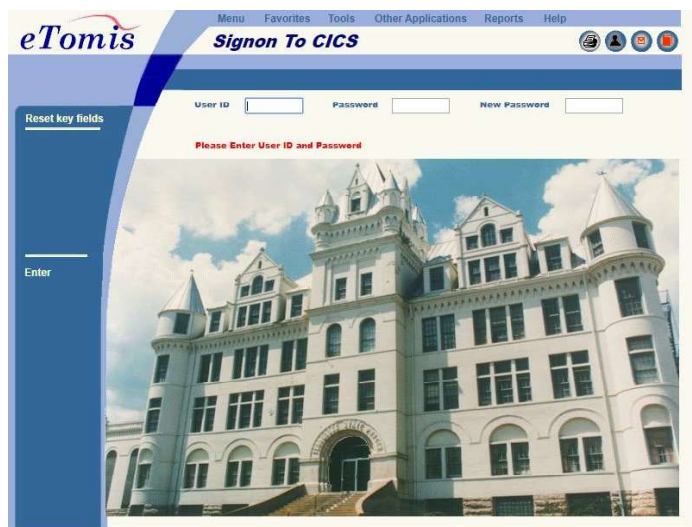 Menu Favorites Tools Other Applications Reports Help
eTomis
Signon To CICS
User ID Password New Password
Reset key fields
Please Enter User ID and Password
Enter